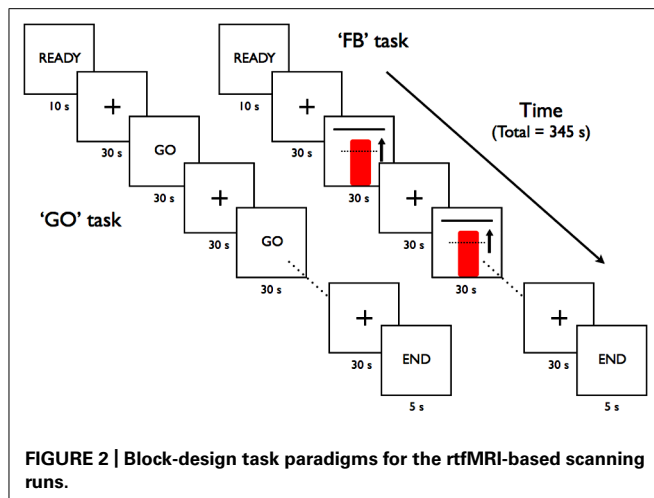 'FB' task
READY
READY
10 s
10 s
+
+
30 s
30 s
GO
30 s
30 s
+
+
30 s
30 s
GO
30 s
30 s
+
+
30 s
30 s
END
END
5 s
5 s
'GO' task
Time
(Total = 345 s)
FIGURE 2 | Block-design task paradigms for the rtfMRI-based scanning
runs.